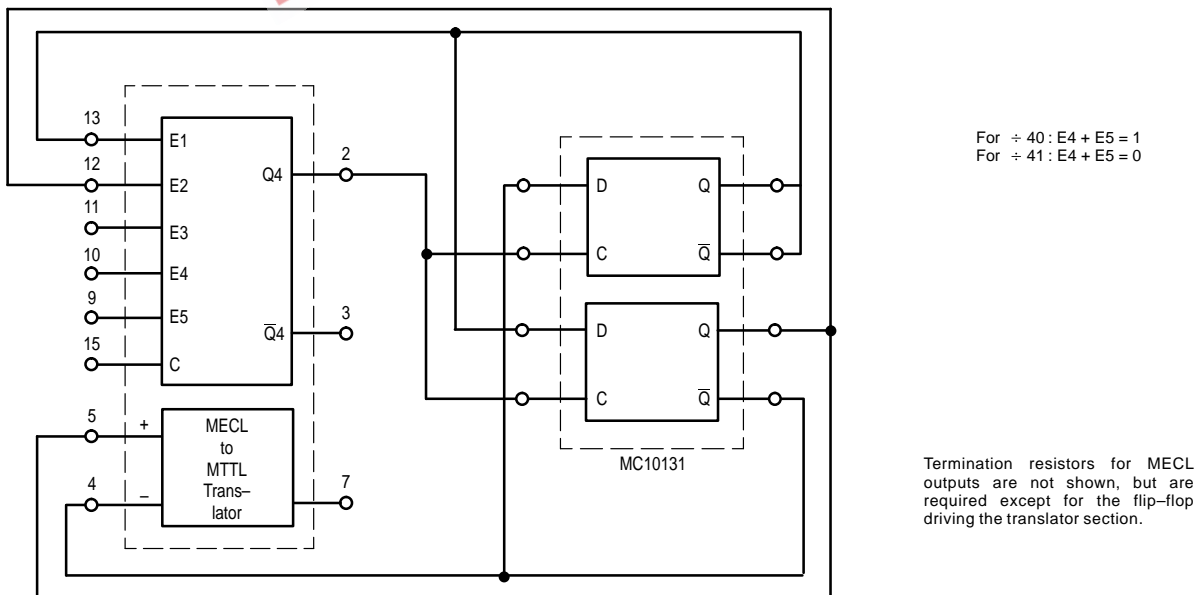 13
E1
12
E2
Q4
2
11
E3
10
E4
9
E5
Q̅4
3
15
C
5
+
MECL
to
MTTL
Trans–
lator
7
4
–
D
Q
C
Q̅
D
Q
C
Q̅
MC10131
For ÷ 40 : E4 + E5 = 1
For ÷ 41 : E4 + E5 = 0
Termination resistors for MECL
outputs are not shown, but are
required except for the flip–flop
driving the translator section.